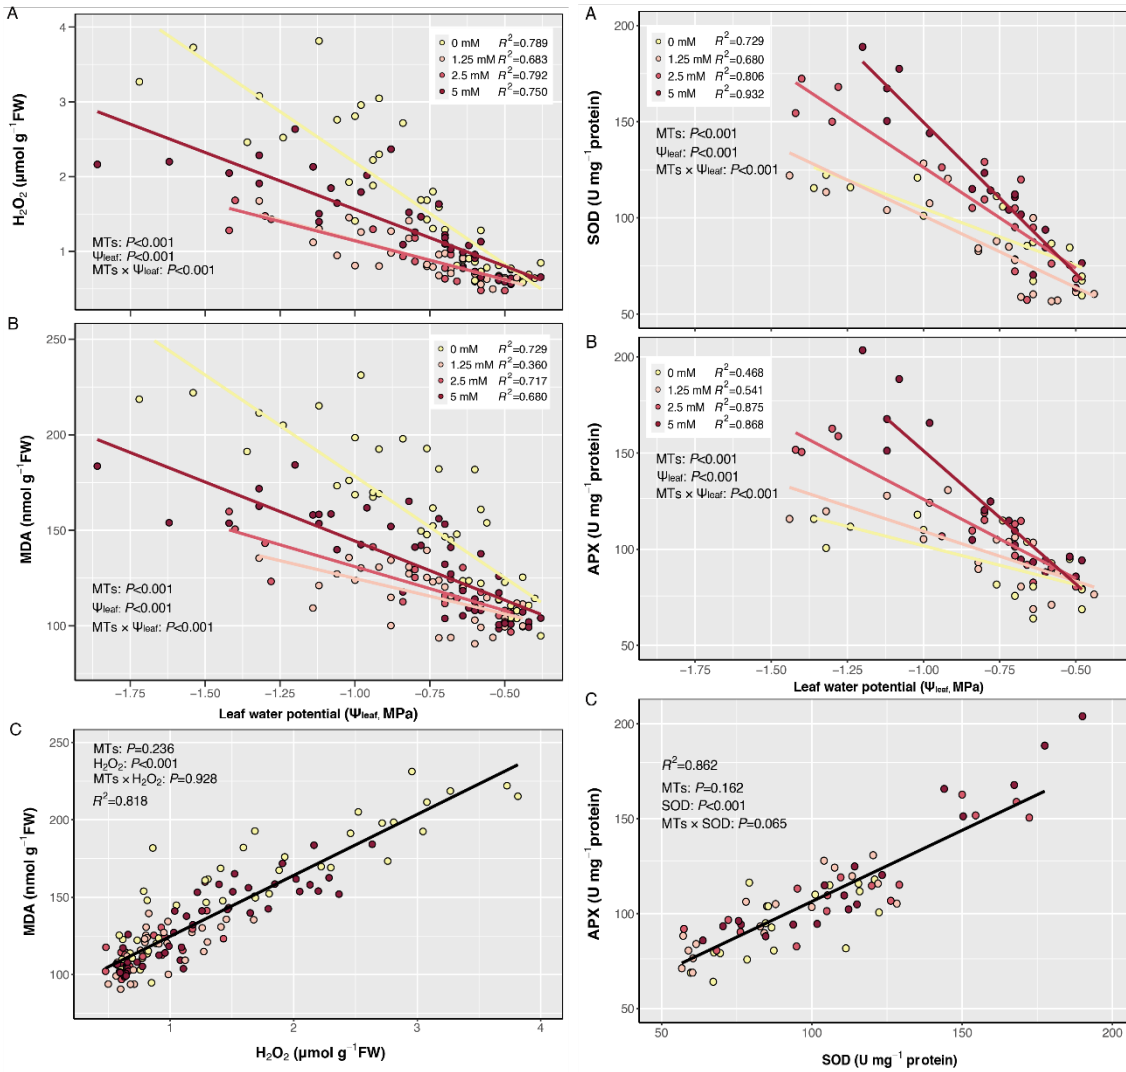 A
4
3
2
1
H₂O₂ (μmol g⁻¹FW)
0 mM R²=0.789
1.25 mM R²=0.683
2.5 mM R²=0.792
5 mM R²=0.750
MTs: P<0.001
Ψleaf: P<0.001
MTs × Ψleaf: P<0.001
B
250
200
150
100
MDA (nmol g⁻¹FW)
0 mM R²=0.729
1.25 mM R²=0.360
2.5 mM R²=0.717
5 mM R²=0.680
MTs: P<0.001
Ψleaf: P<0.001
MTs × Ψleaf: P<0.001
−1.75 −1.50 −1.25 −1.00 −0.75 −0.50
Leaf water potential (Ψleaf, MPa)
C
250
200
150
100
MDA (nmol g⁻¹FW)
MTs: P=0.236
H₂O₂: P<0.001
MTs × H₂O₂: P=0.928
R²=0.818
1 2 3 4
H₂O₂ (μmol g⁻¹FW)
A
200
150
100
50
SOD (U mg⁻¹protein)
0 mM R²=0.729
1.25 mM R²=0.680
2.5 mM R²=0.806
5 mM R²=0.932
MTs: P<0.001
Ψleaf: P<0.001
MTs × Ψleaf: P<0.001
B
200
150
100
50
APX (U mg⁻¹protein)
0 mM R²=0.468
1.25 mM R²=0.541
2.5 mM R²=0.875
5 mM R²=0.868
MTs: P<0.001
Ψleaf: P<0.001
MTs × Ψleaf: P<0.001
−1.75 −1.50 −1.25 −1.00 −0.75 −0.50
Leaf water potential (Ψleaf, MPa)
C
200
150
100
50
APX (U mg⁻¹protein)
R²=0.862
MTs: P=0.162
SOD: P<0.001
MTs × SOD: P=0.065
50 100 150 200
SOD (U mg⁻¹ protein)